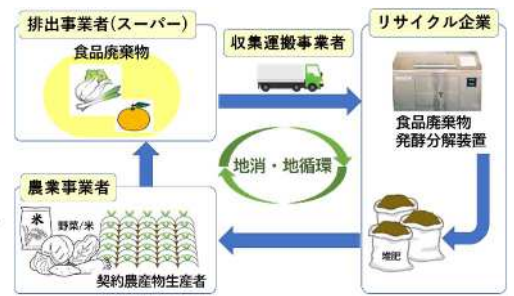 排出事業者(スーパー)
食品廃棄物
収集運搬事業者
リサイクル企業
食品廃棄物
発酵分解装置
地消・地循環
農業事業者
米
野菜/米
契約農産物生産者
堆肥